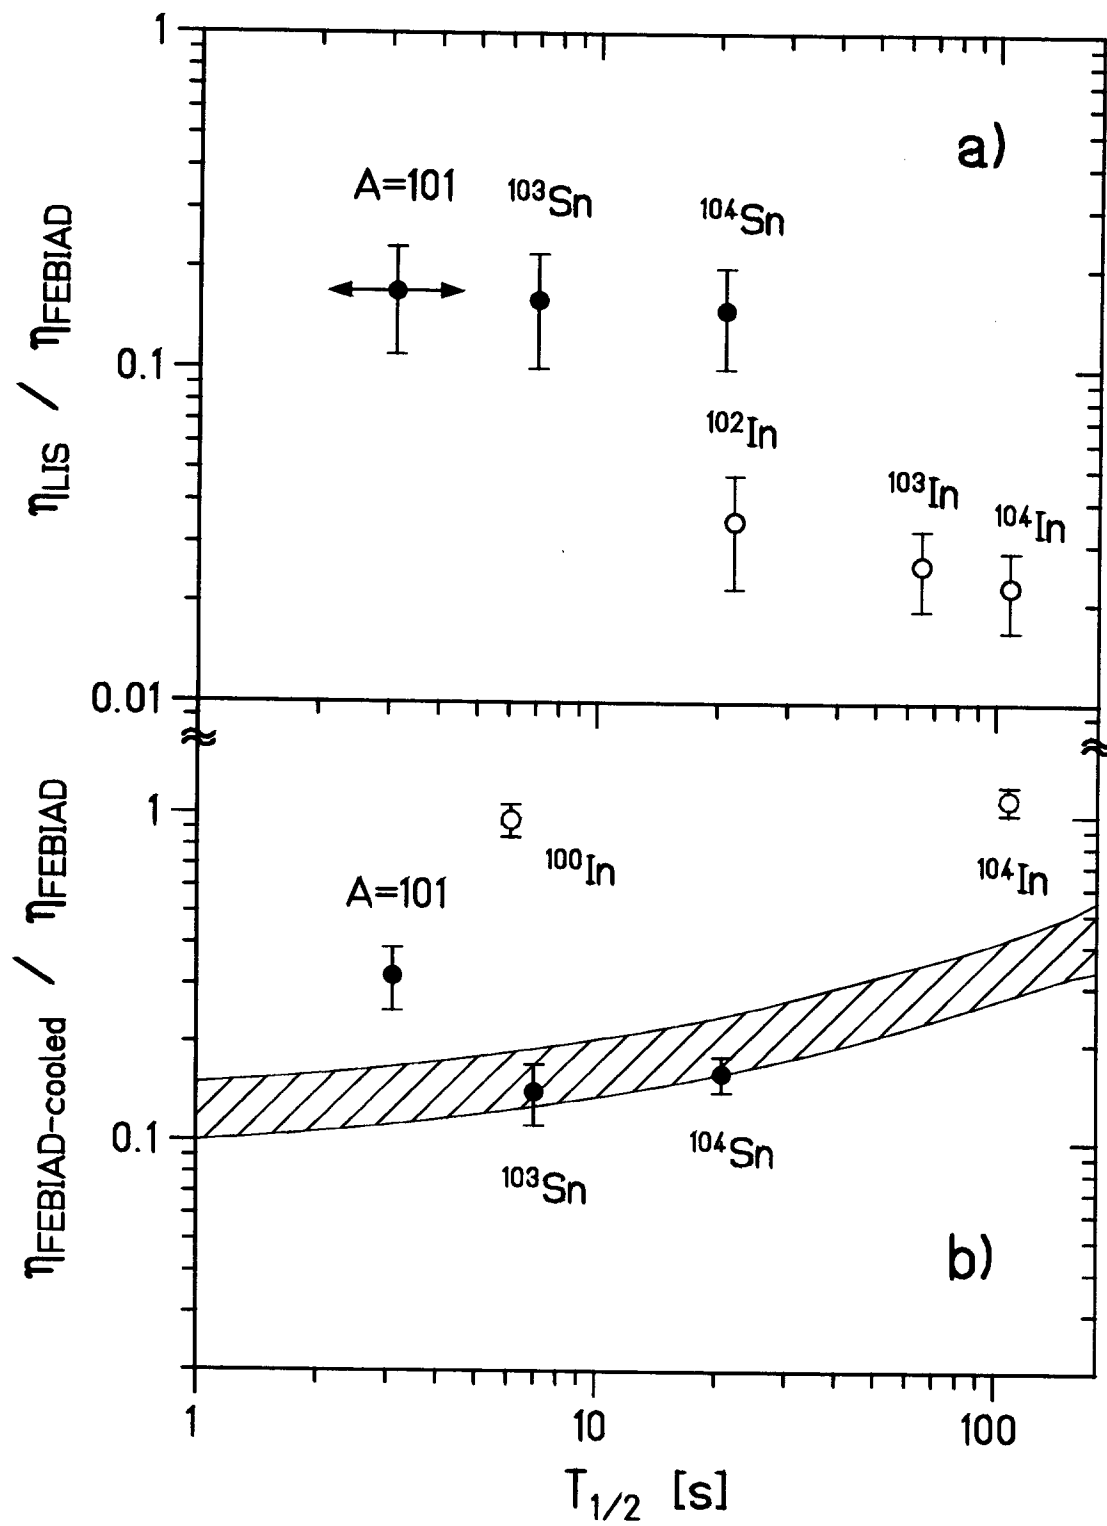 1
a)
A=101
¹⁰³Sn
¹⁰⁴Sn
ηLIS / ηFEBIAD
0.1
¹⁰²In
¹⁰³In
¹⁰⁴In
0.01
1
¹⁰⁰In
¹⁰⁴In
A=101
ηFEBIAD-cooled / ηFEBIAD
0.1
¹⁰⁴Sn
¹⁰³Sn
b)
1 10 100
T1/2 [s]